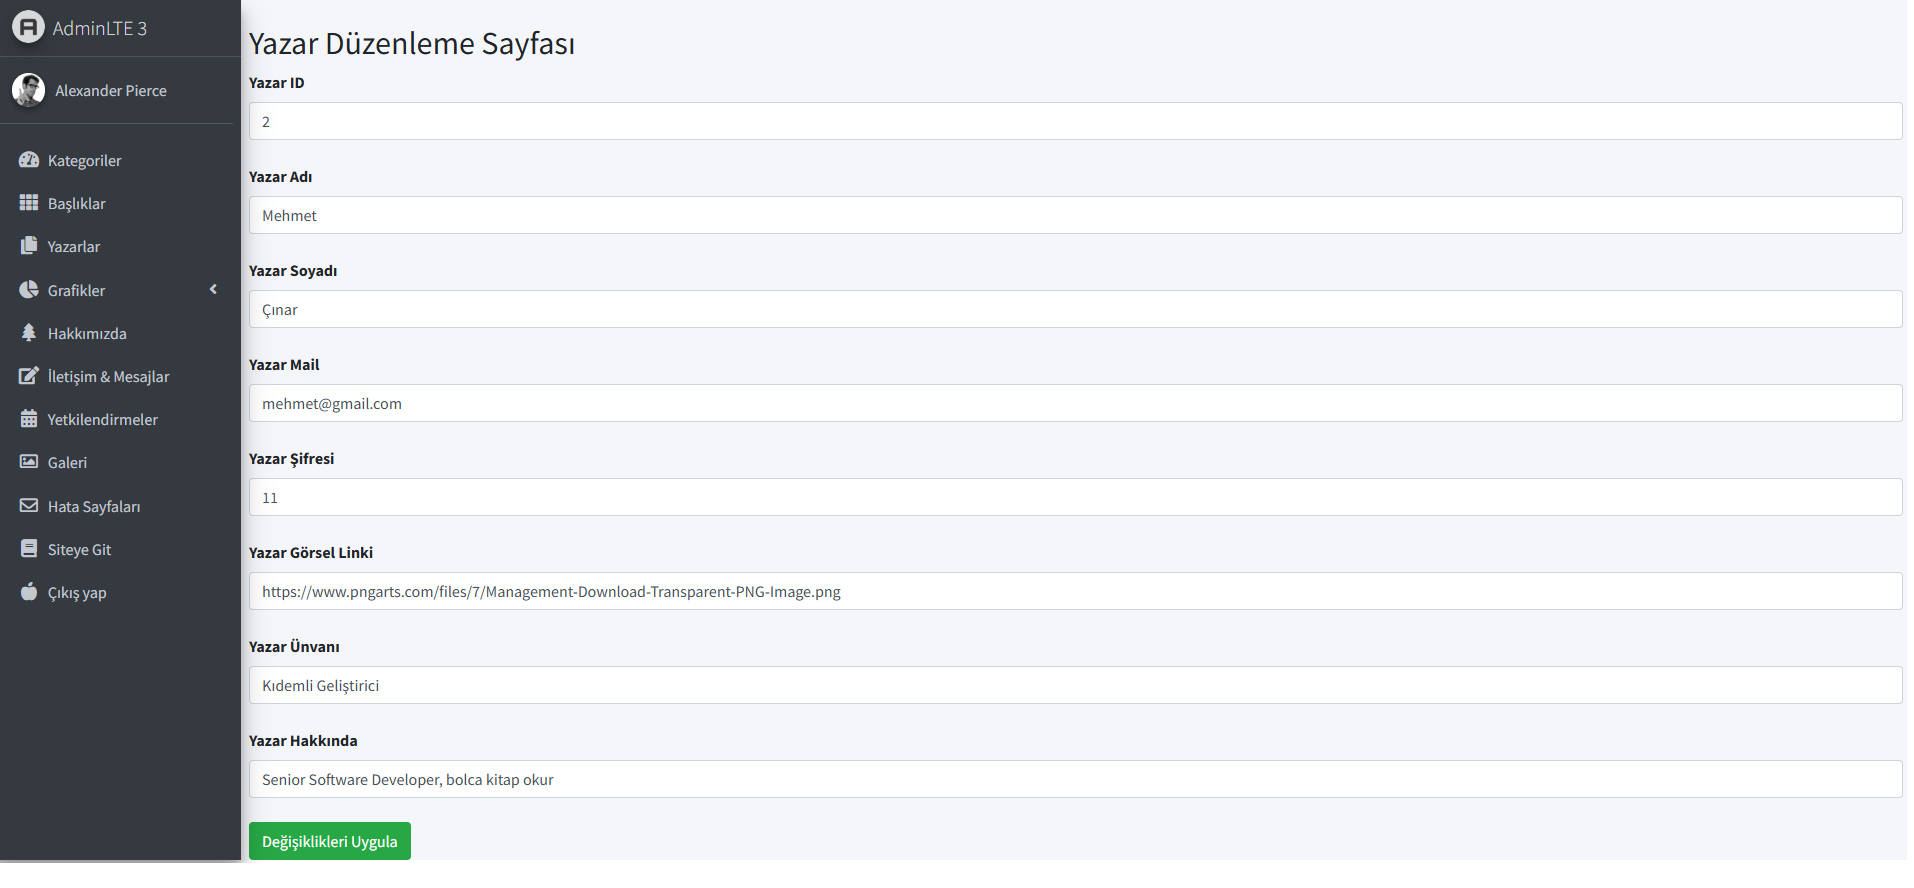 AdminLTE 3
Alexander Pierce
Kategoriler
Başlıklar
Yazarlar
Grafikler
Hakkımızda
İletişim & Mesajlar
Yetkilendirmeler
Galeri
Hata Sayfaları
Siteye Git
Çıkış yap
Yazar Düzenleme Sayfası
Yazar ID
2
Yazar Adı
Mehmet
Yazar Soyadı
Çınar
Yazar Mail
mehmet@gmail.com
Yazar Şifresi
11
Yazar Görsel Linki
https://www.pngarts.com/files/7/Management-Download-Transparent-PNG-Image.png
Yazar Ünvanı
Kıdemli Geliştirici
Yazar Hakkında
Senior Software Developer, bolca kitap okur
Değişiklikleri Uygula